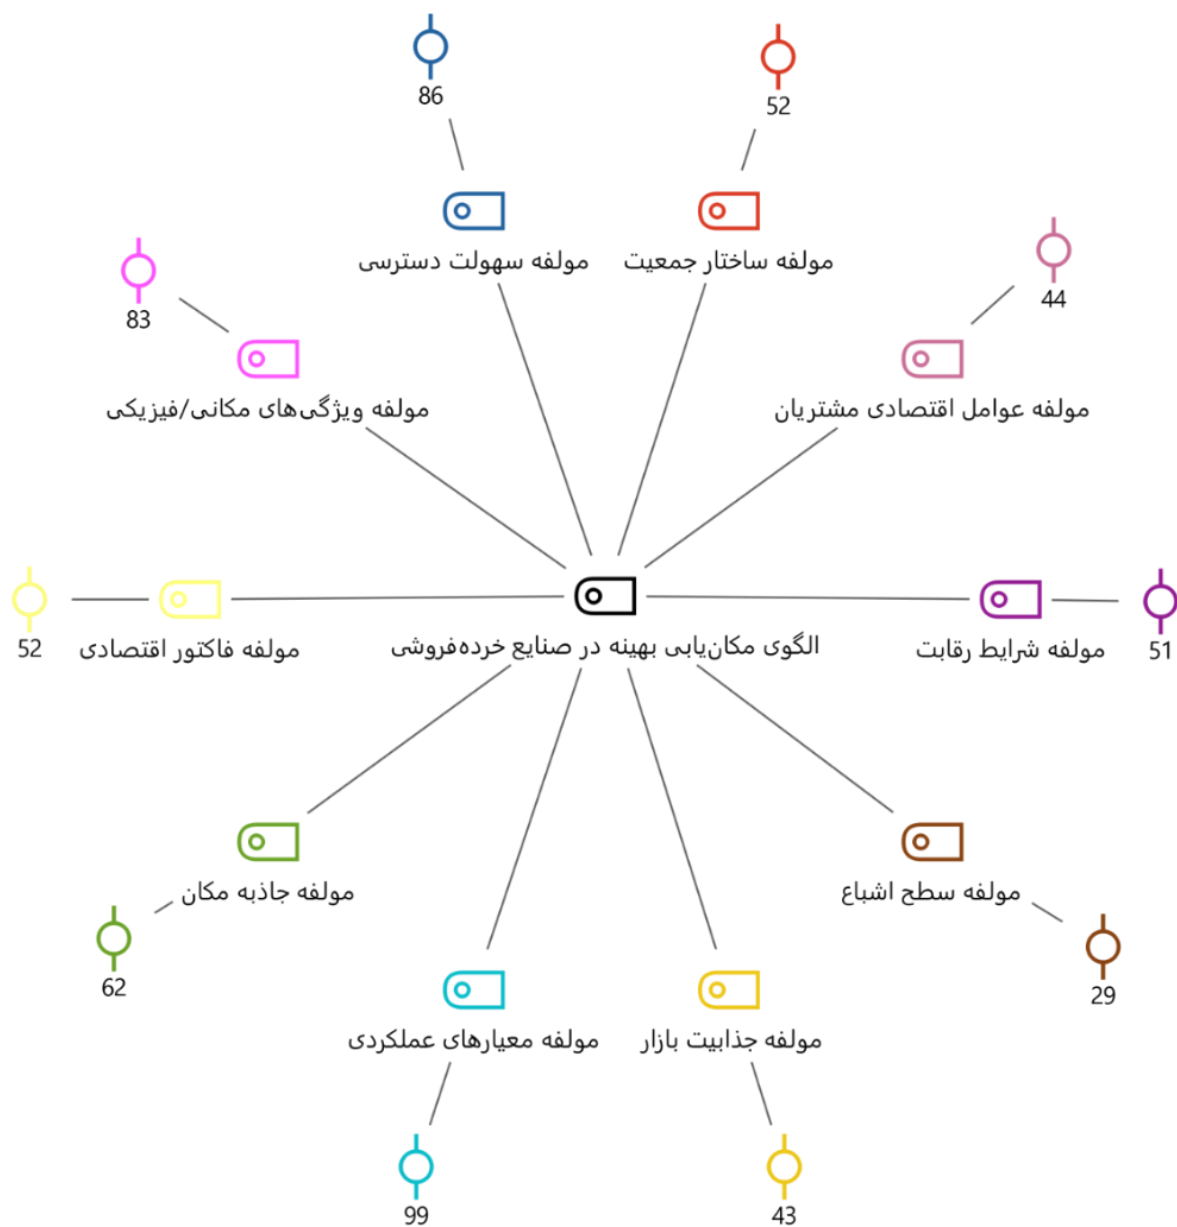 86
52
مولفه سهولت دسترسی
مولفه ساختار جمعیت
83
44
مولفه ویژگی‌های مکانی/فیزیکی
مولفه عوامل اقتصادی مشتریان
52
مولفه فاکتور اقتصادی
الگوی مکان‌یابی بهینه در صنایع خرده‌فروشی
مولفه شرایط رقابت
51
مولفه جاذبه مکان
مولفه سطح اشباع
62
29
مولفه معیارهای عملکردی
مولفه جذابیت بازار
99
43